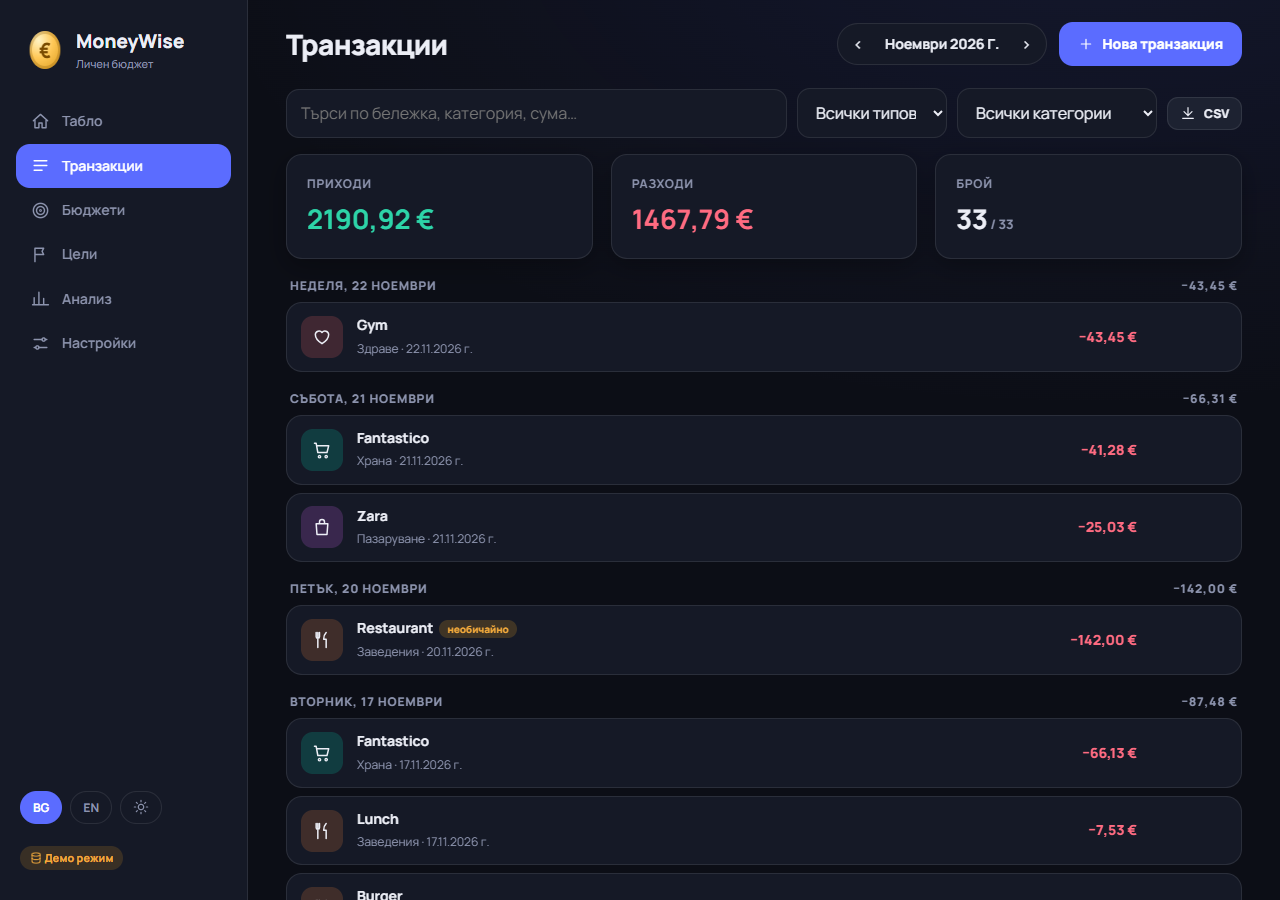 € MoneyWise
Личен бюджет
Табло
Транзакции
Бюджети
Цели
Анализ
Настройки
BG EN
Демо режим
Транзакции
‹ Ноември 2026 Г. ›
+ Нова транзакция
Търси по бележка, категория, сума…
Всички типов
Всички категории
CSV
ПРИХОДИ
2190,92 €
РАЗХОДИ
1467,79 €
БРОЙ
33 / 33
НЕДЕЛЯ, 22 НОЕМВРИ −43,45 €
Gym
Здраве · 22.11.2026 г.
−43,45 €
СЪБОТА, 21 НОЕМВРИ −66,31 €
Fantastico
Храна · 21.11.2026 г.
−41,28 €
Zara
Пазаруване · 21.11.2026 г.
−25,03 €
ПЕТЪК, 20 НОЕМВРИ −142,00 €
Restaurant необичайно
Заведения · 20.11.2026 г.
−142,00 €
ВТОРНИК, 17 НОЕМВРИ −87,48 €
Fantastico
Храна · 17.11.2026 г.
−66,13 €
Lunch
Заведения · 17.11.2026 г.
−7,53 €
Burger